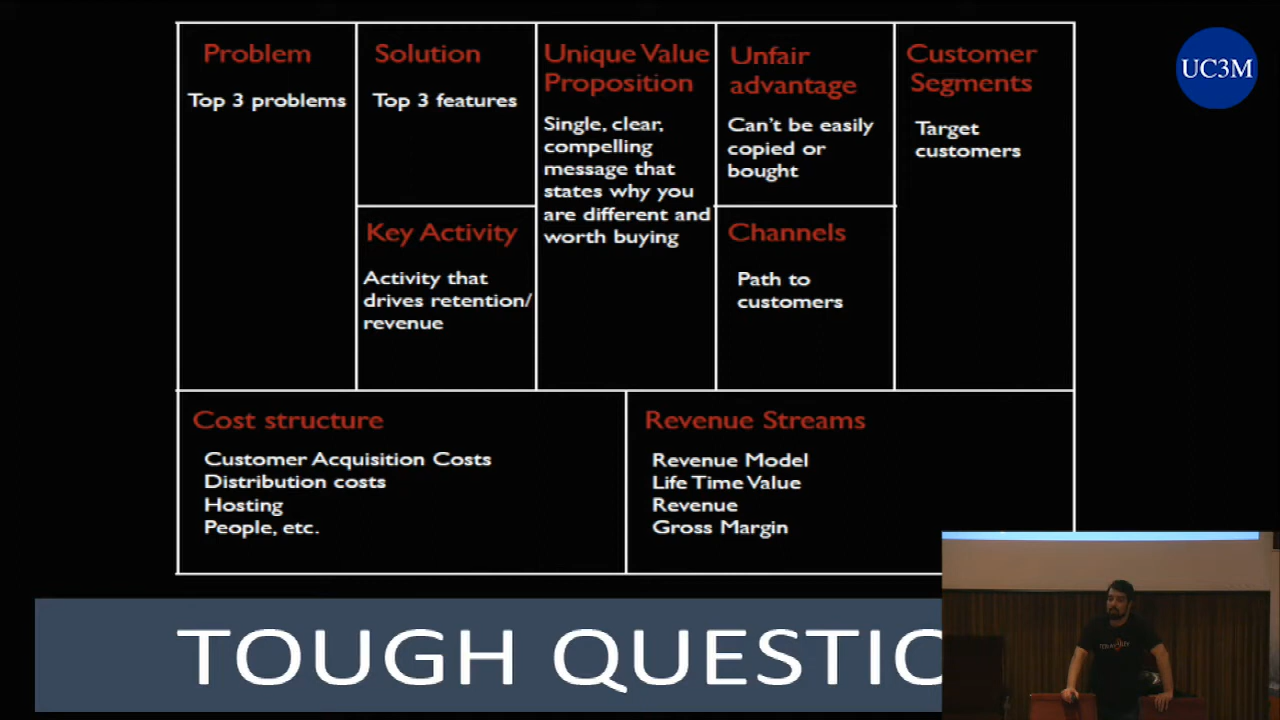 UC3M
Problem
Top 3 problems
Solution
Top 3 features
Unique Value
Proposition
Single, clear,
compelling
message that
states why you
are different and
worth buying
Unfair
advantage
Can't be easily
copied or
bought
Customer
Segments
Target
customers
Key Activity
Activity that
drives retention/
revenue
Channels
Path to
customers
Cost structure
Customer Acquisition Costs
Distribution costs
Hosting
People, etc.
Revenue Streams
Revenue Model
Life Time Value
Revenue
Gross Margin
TOUGH QUESTIO